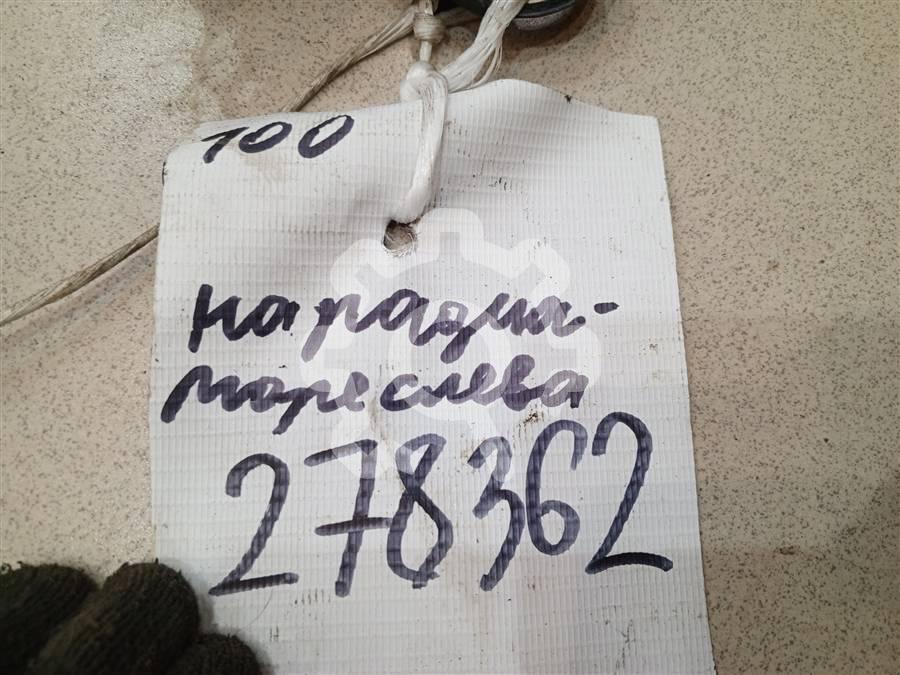 100
на радиа-
торе слева
278362